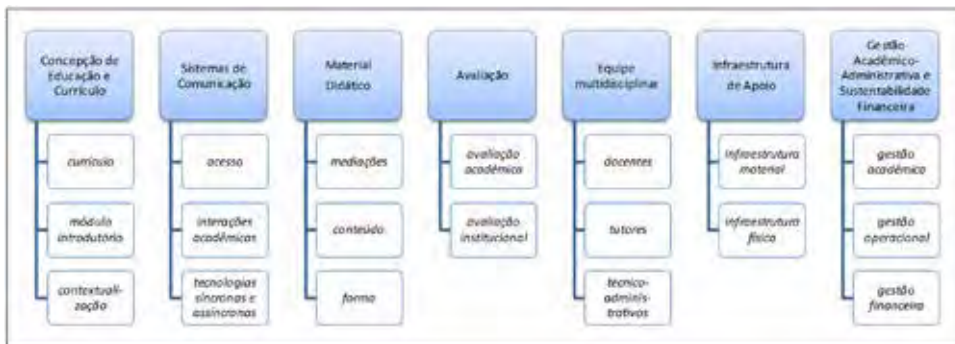 Concepção de
Educação e
Currículo
currículo
módulo
introdutório
contextuali-
zação
Sistemas de
Comunicação
acesso
interações
acadêmicas
tecnologias
síncronas e
assíncronas
Material
Didático
mediações
conteúdo
forma
Avaliação
avaliação
acadêmica
avaliação
institucional
Equipe
multidisciplinar
docentes
tutores
técnico-
adminis-
trativos
Infraestrutura
de Apoio
infraestrutura
material
infraestrutura
física
Gestão
Acadêmico-
Administrativa e
Sustentabilidade
Financeira
gestão
acadêmica
gestão
operacional
gestão
financeira